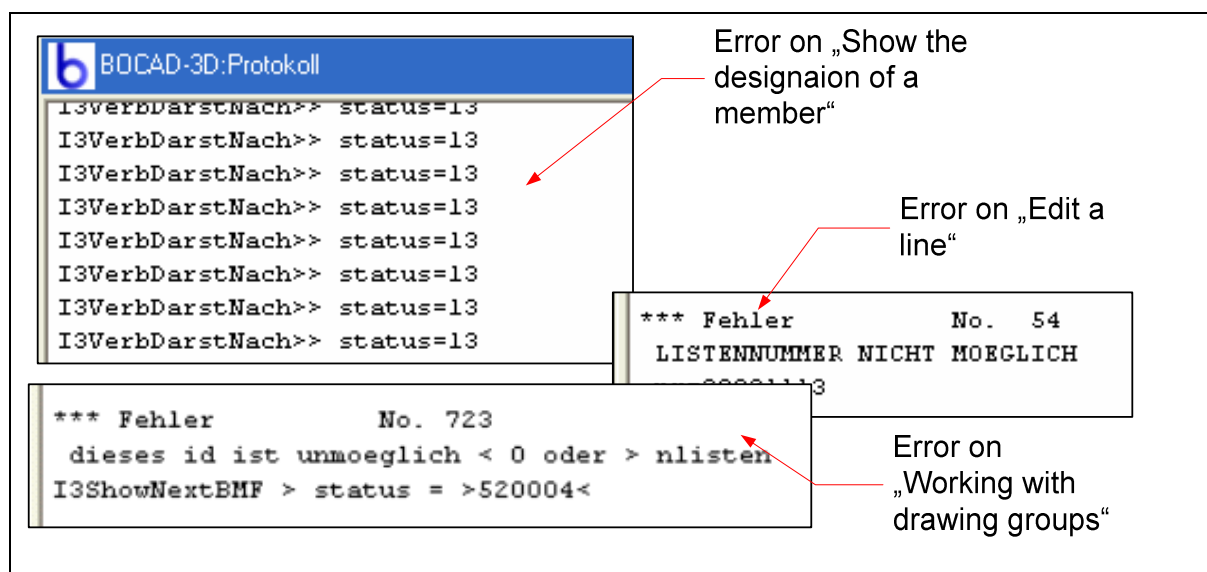 BOCAD-3D:Protokoll
I3VerbDarstNach>> status=13
I3VerbDarstNach>> status=13
I3VerbDarstNach>> status=13
I3VerbDarstNach>> status=13
I3VerbDarstNach>> status=13
I3VerbDarstNach>> status=13
I3VerbDarstNach>> status=13
I3VerbDarstNach>> status=13
Error on „Show the
designaion of a
member“
Error on „Edit a
line“
*** Fehler No. 54
LISTENNUMMER NICHT MOEGLICH
*** Fehler No. 723
dieses id ist unmoeglich < 0 oder > nlisten
I3ShowNextBMF > status = >520004<
Error on
„Working with
drawing groups“